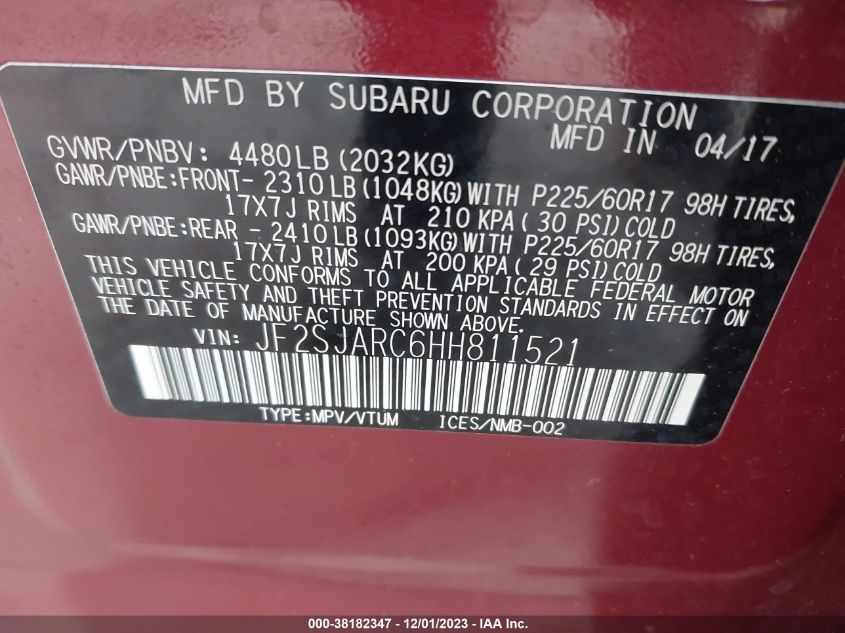 MFD BY SUBARU CORPORATION
MFD IN 04/17
GVWR/PNBV: 4480LB (2032KG)
GAWR/PNBE:FRONT- 2310LB (1048KG) WITH P225/60R17 98H TIRES,
17X7J RIMS AT 210 KPA ( 30 PSI) COLD
GAWR/PNBE:REAR - 2410LB (1093KG) WITH P225/60R17 98H TIRES,
17X7J RIMS AT 200 KPA ( 29 PSI) COLD
THIS VEHICLE CONFORMS TO ALL APPLICABLE FEDERAL MOTOR
VEHICLE SAFETY AND THEFT PREVENTION STANDARDS IN EFFECT ON
THE DATE OF MANUFACTURE SHOWN ABOVE.
VIN: JF2SJARC6HH811521
TYPE:MPV/VTUM ICES/NMB-002
000-38182347 - 12/01/2023 - IAA Inc.